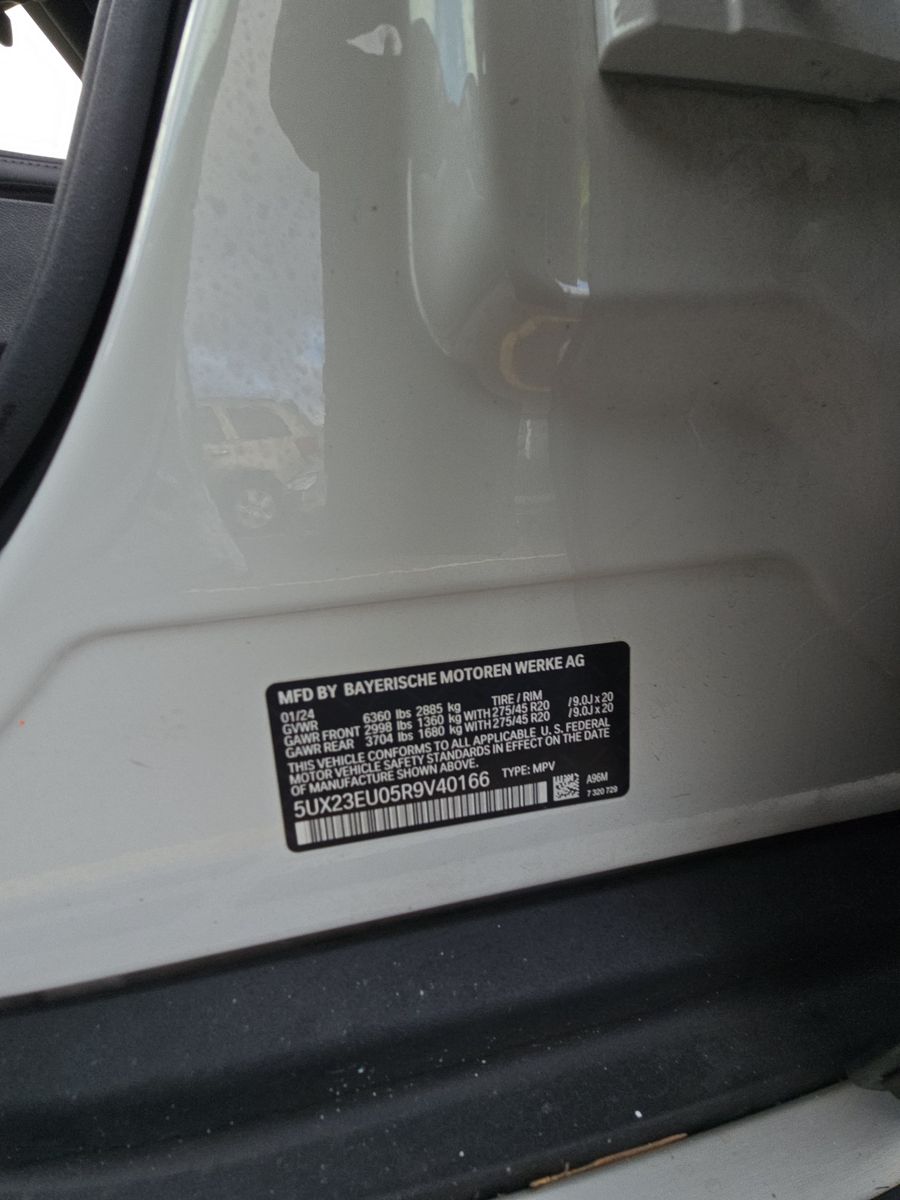 MFD BY BAYERISCHE MOTOREN WERKE AG
01/24 TIRE / RIM
GVWR 6360 lbs 2885 kg
GAWR FRONT 2998 lbs 1360 kg WITH 275/45 R20 /9.0J x 20
GAWR REAR 3704 lbs 1680 kg WITH 275/45 R20 /9.0J x 20
THIS VEHICLE CONFORMS TO ALL APPLICABLE U. S. FEDERAL
MOTOR VEHICLE SAFETY STANDARDS IN EFFECT ON THE DATE
OF MANUFACTURE SHOWN ABOVE.
5UX23EU05R9V40166 TYPE: MPV
A96M
7 320 729